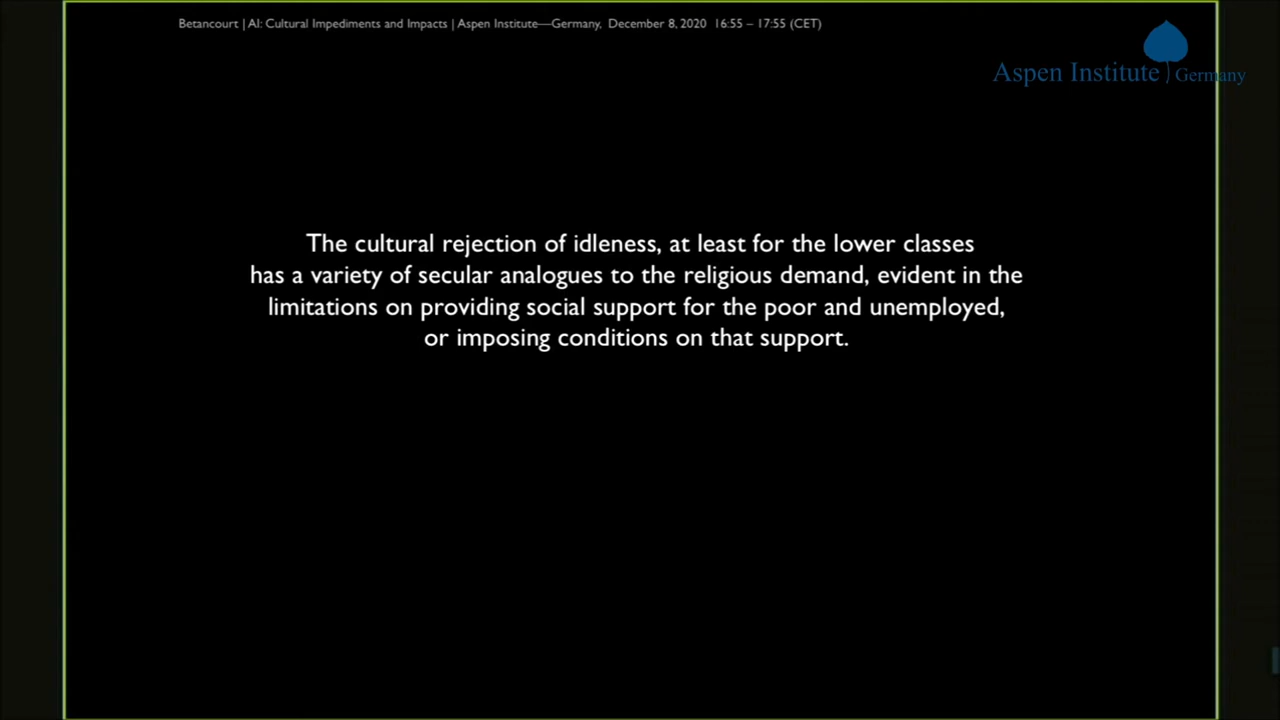 Betancourt | AI: Cultural Impediments and Impacts | Aspen Institute—Germany, December 8, 2020 16:55 – 17:55 (CET)
Aspen Institute Germany
The cultural rejection of idleness, at least for the lower classes
has a variety of secular analogues to the religious demand, evident in the
limitations on providing social support for the poor and unemployed,
or imposing conditions on that support.